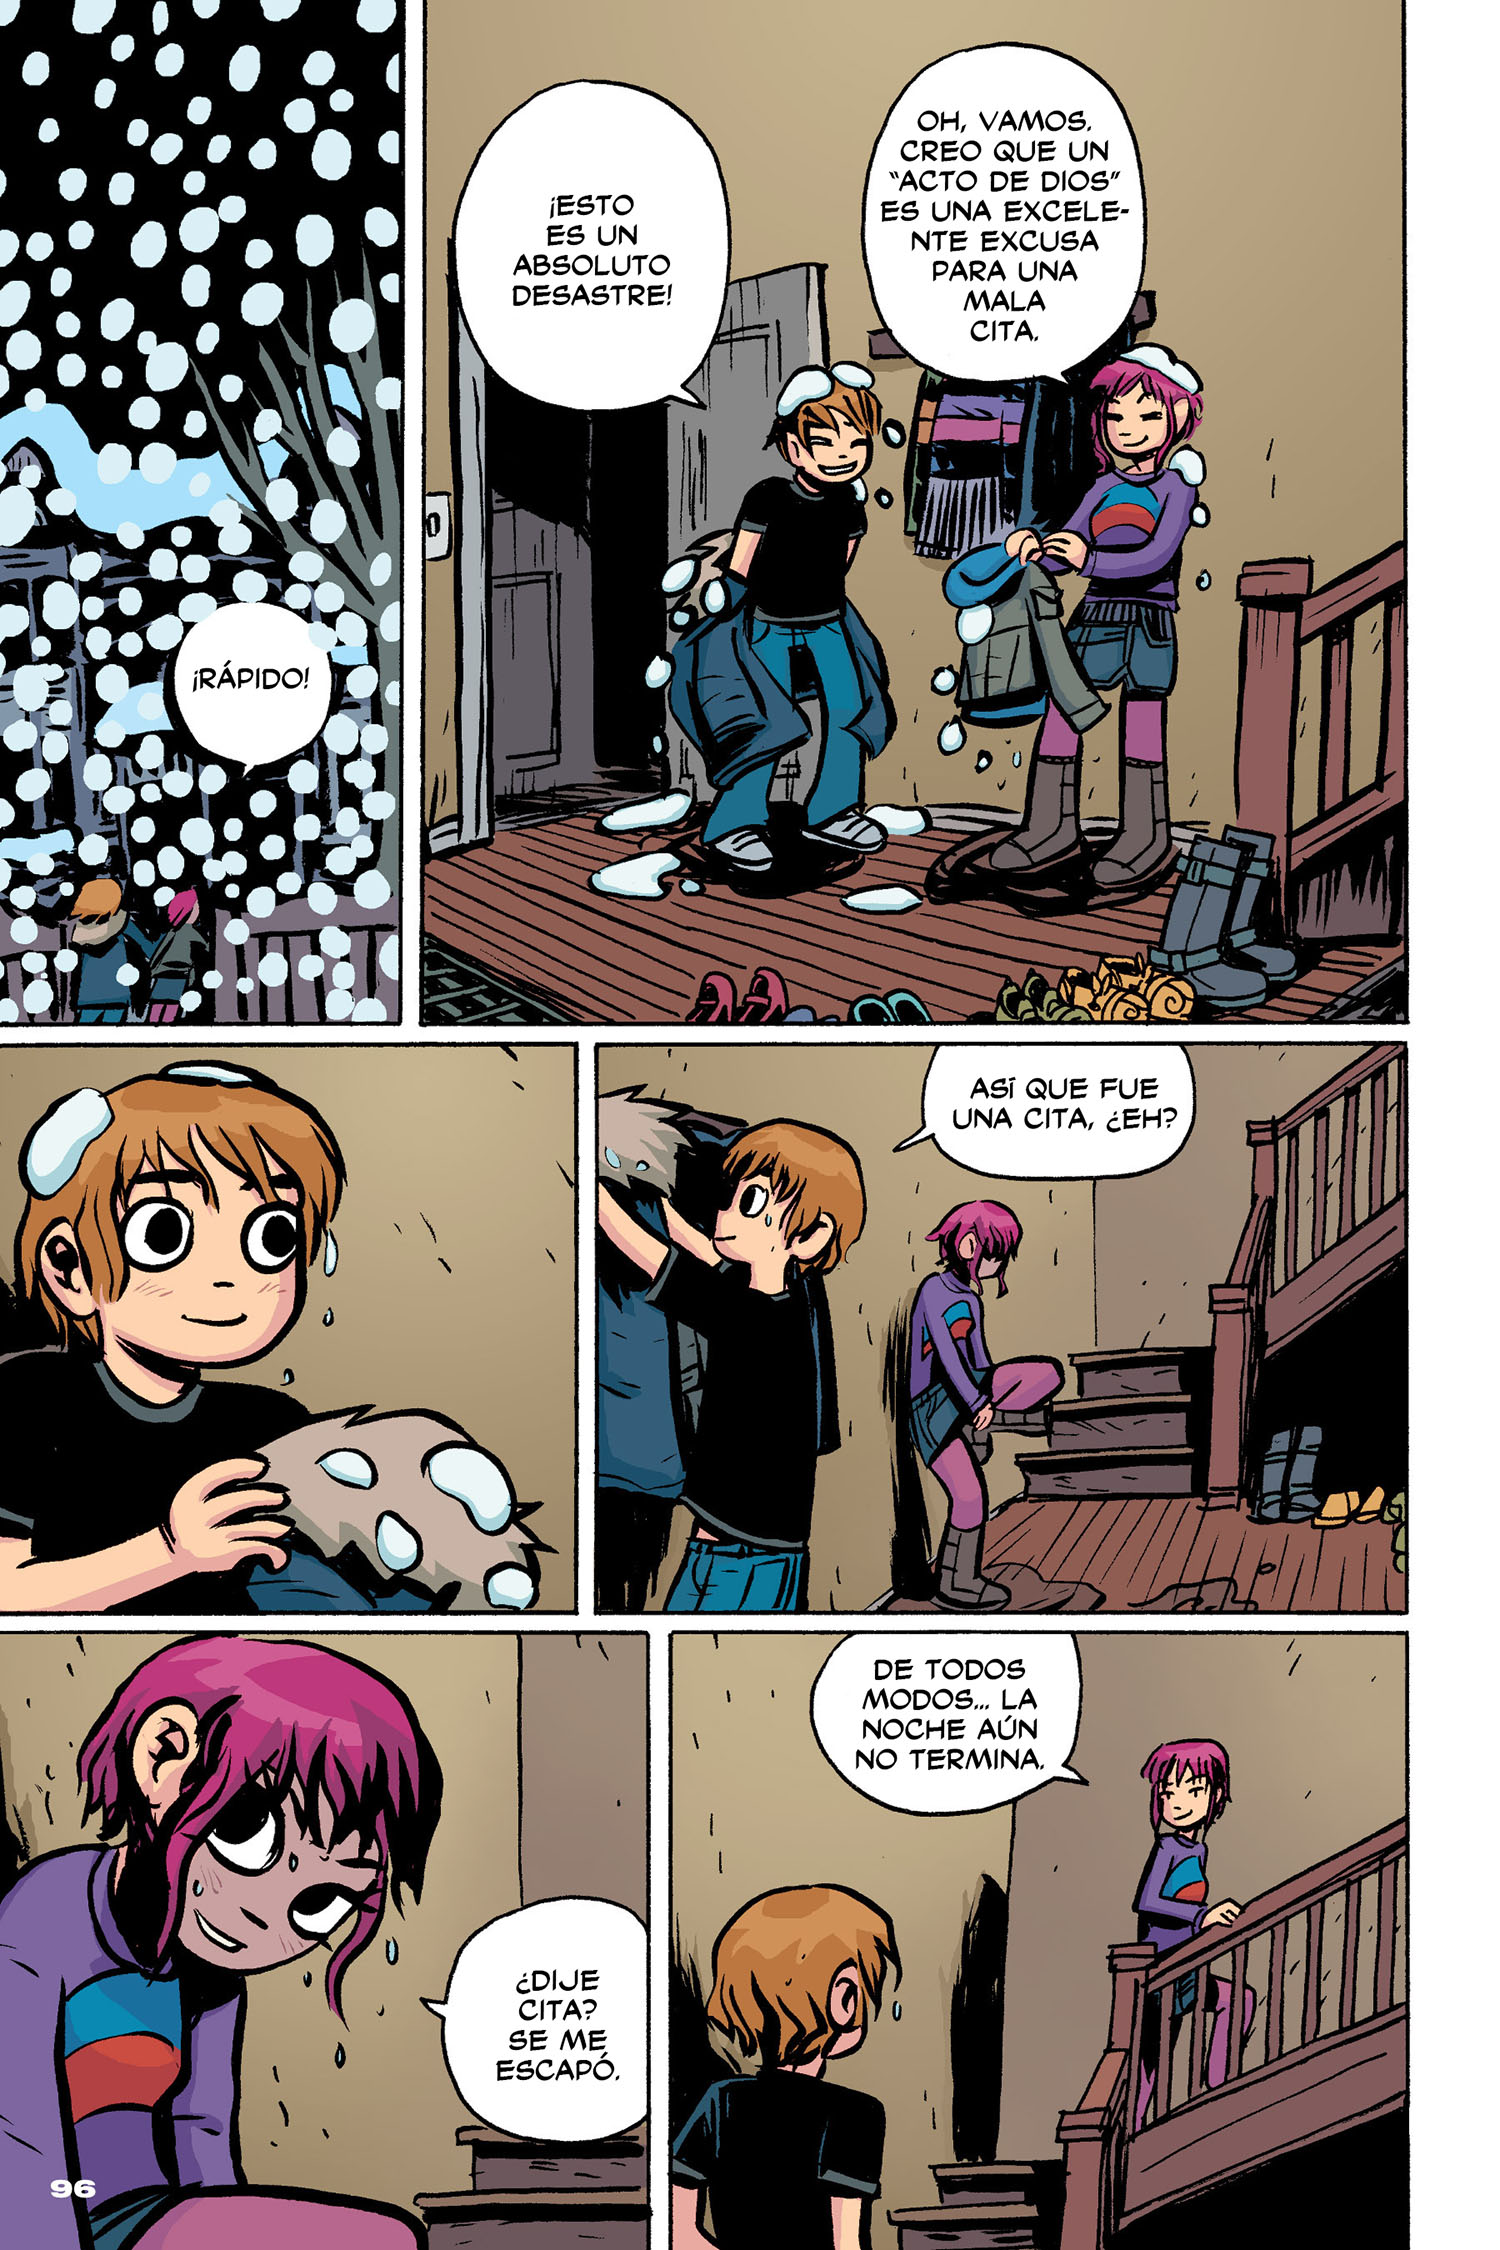 ¡RÁPIDO!
¡ESTO
ES UN
ABSOLUTO
DESASTRE!
OH, VAMOS.
CREO QUE UN
"ACTO DE DIOS"
ES UNA EXCELE-
NTE EXCUSA
PARA UNA
MALA
CITA.
ASÍ QUE FUE
UNA CITA, ¿EH?
¿DIJE
CITA?
SE ME
ESCAPÓ.
DE TODOS
MODOS... LA
NOCHE AÚN
NO TERMINA.
96